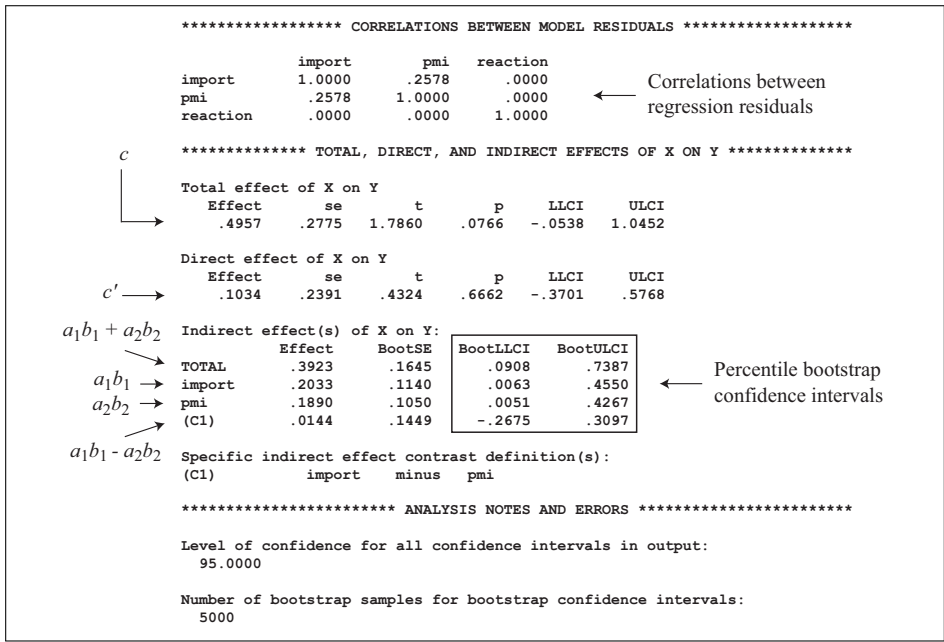 ****************** CORRELATIONS BETWEEN MODEL RESIDUALS *******************
import pmi reaction
import 1.0000 .2578 .0000
pmi .2578 1.0000 .0000
reaction .0000 .0000 1.0000
Correlations between
regression residuals
************** TOTAL, DIRECT, AND INDIRECT EFFECTS OF X ON Y **************
c
Total effect of X on Y
Effect se t p LLCI ULCI
.4957 .2775 1.7860 .0766 -.0538 1.0452
Direct effect of X on Y
Effect se t p LLCI ULCI
c′ .1034 .2391 .4324 .6662 -.3701 .5768
a₁b₁ + a₂b₂ Indirect effect(s) of X on Y:
Effect BootSE BootLLCI BootULCI
TOTAL .3923 .1645 .0908 .7387
a₁b₁ import .2033 .1140 .0063 .4550
a₂b₂ pmi .1890 .1050 .0051 .4267
(C1) .0144 .1449 -.2675 .3097
Percentile bootstrap
confidence intervals
a₁b₁ - a₂b₂ Specific indirect effect contrast definition(s):
(C1) import minus pmi
************************ ANALYSIS NOTES AND ERRORS ************************
Level of confidence for all confidence intervals in output:
95.0000
Number of bootstrap samples for bootstrap confidence intervals:
5000